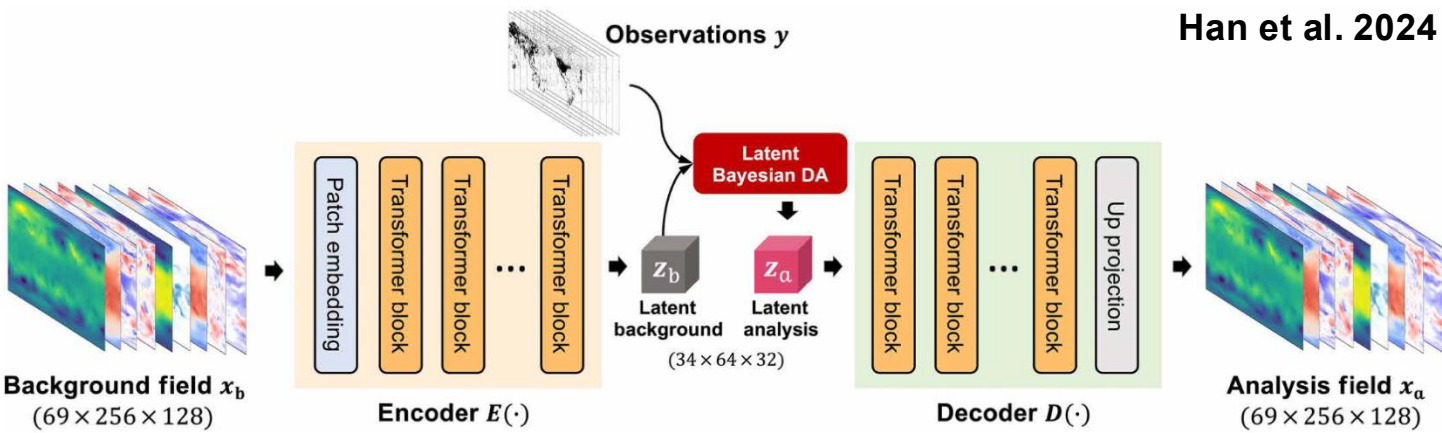 Han et al. 2024
Observations y
Latent
Bayesian DA
Patch embedding
Transformer block
Transformer block
...
Transformer block
z_b
Latent
background
z_a
Latent
analysis
(34×64×32)
Transformer block
Transformer block
...
Transformer block
Up projection
Background field x_b
(69×256×128)
Encoder E(·)
Decoder D(·)
Analysis field x_a
(69×256×128)